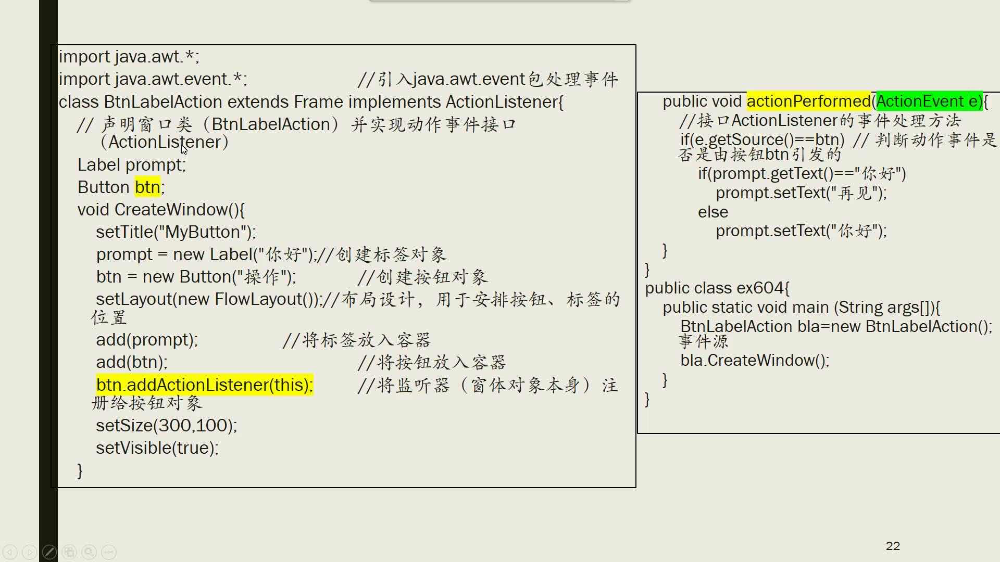 import java.awt.*;
import java.awt.event.*; //引入java.awt.event包处理事件
class BtnLabelAction extends Frame implements ActionListener{
// 声明窗口类（BtnLabelAction）并实现动作事件接口
（ActionListener）
Label prompt;
Button btn;
void CreateWindow(){
setTitle("MyButton");
prompt = new Label("你好");//创建标签对象
btn = new Button("操作"); //创建按钮对象
setLayout(new FlowLayout());//布局设计，用于安排按钮、标签的
位置
add(prompt); //将标签放入容器
add(btn); //将按钮放入容器
btn.addActionListener(this); //将监听器（窗体对象本身）注
册给按钮对象
setSize(300,100);
setVisible(true);
}
public void actionPerformed(ActionEvent e){
//接口ActionListener的事件处理方法
if(e.getSource()==btn) // 判断动作事件是
否是由按钮btn引发的
if(prompt.getText()=="你好")
prompt.setText("再见");
else
prompt.setText("你好");
}
}
public class ex604{
public static void main (String args[]){
BtnLabelAction bla=new BtnLabelAction();
事件源
bla.CreateWindow();
}
}
22